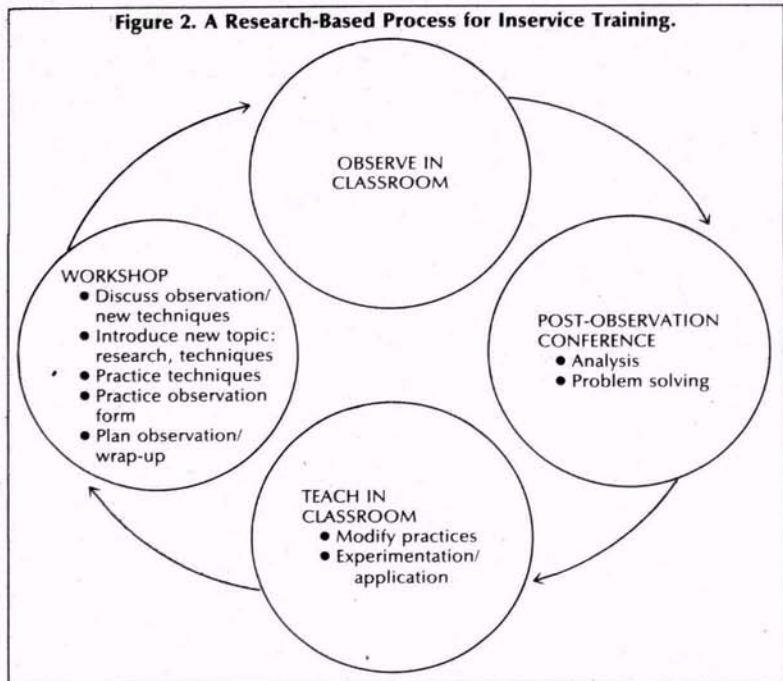 Figure 2. A Research-Based Process for Inservice Training.
OBSERVE IN
CLASSROOM
WORKSHOP
● Discuss observation/
new techniques
● Introduce new topic:
research, techniques
● Practice techniques
● Practice observation
form
● Plan observation/
wrap-up
POST-OBSERVATION
CONFERENCE
● Analysis
● Problem solving
TEACH IN
CLASSROOM
● Modify practices
● Experimentation/
application